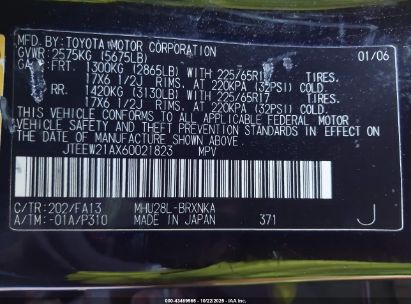 MFD BY: TOYOTA MOTOR CORPORATION
GVWR: 2575KG (5675LB) 01/06
GAWR: FRT. 1300KG (2865LB) WITH 225/65R17 TIRES.
17X6 1/2J RIMS, AT 220KPA (32PSI) COLD.
RR. 1420KG (3130LB) WITH 225/65R17 TIRES.
17X6 1/2J RIMS, AT 220KPA (32PSI) COLD.
THIS VEHICLE CONFORMS TO ALL APPLICABLE FEDERAL MOTOR
VEHICLE SAFETY STANDARDS IN EFFECT ON THE
DATE OF MANUFACTURE SHOWN ABOVE.
JTEEW21AX60021823 MPV
C/TR: 202/FA13 MHU28L-BRXNKA
A/TM: -01A/P310 MADE IN JAPAN 371 J